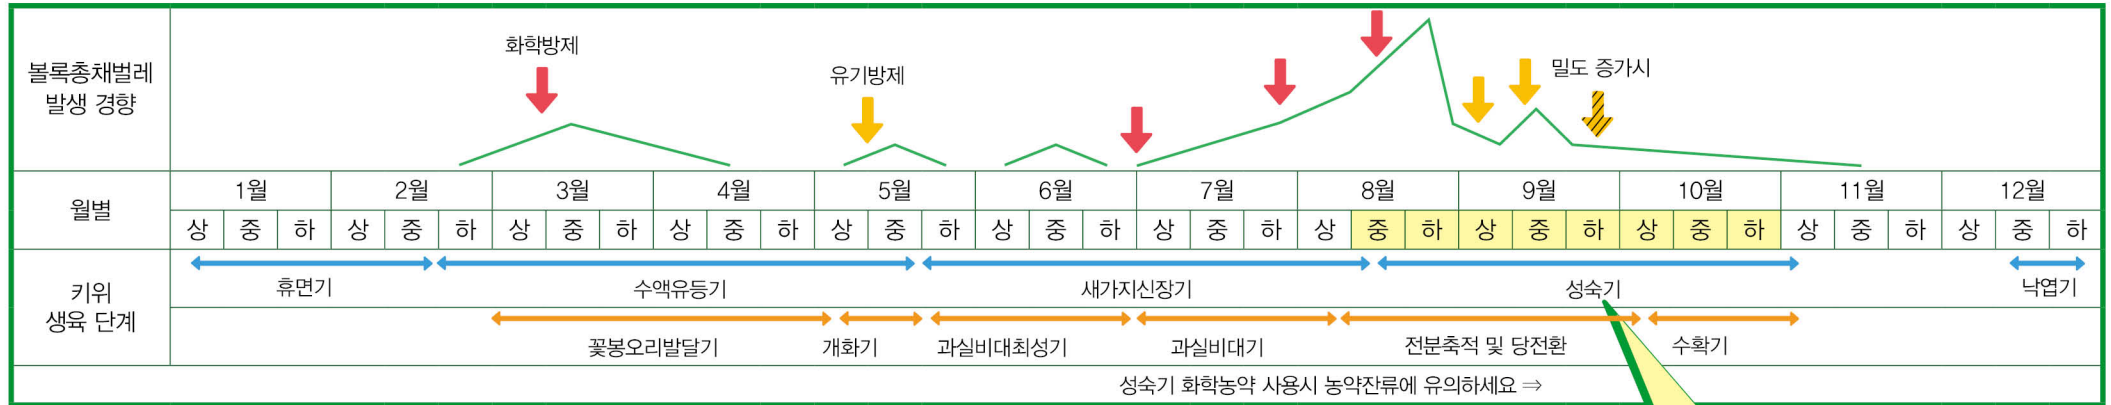 볼록총채벌레
발생 경향
화학방제
유기방제
밀도 증가시
월별
1월 2월 3월 4월 5월 6월 7월 8월 9월 10월 11월 12월
상 중 하 상 중 하 상 중 하 상 중 하 상 중 하 상 중 하 상 중 하 상 중 하 상 중 하 상 중 하 상 중 하 상 중 하
키위
생육 단계
휴면기 수액유등기 새가지신장기 성숙기 낙엽기
꽃봉오리발달기 개화기 과실비대최성기 과실비대기 전분축적 및 당전환 수확기
성숙기 화학농약 사용시 농약잔류에 유의하세요 ⇒